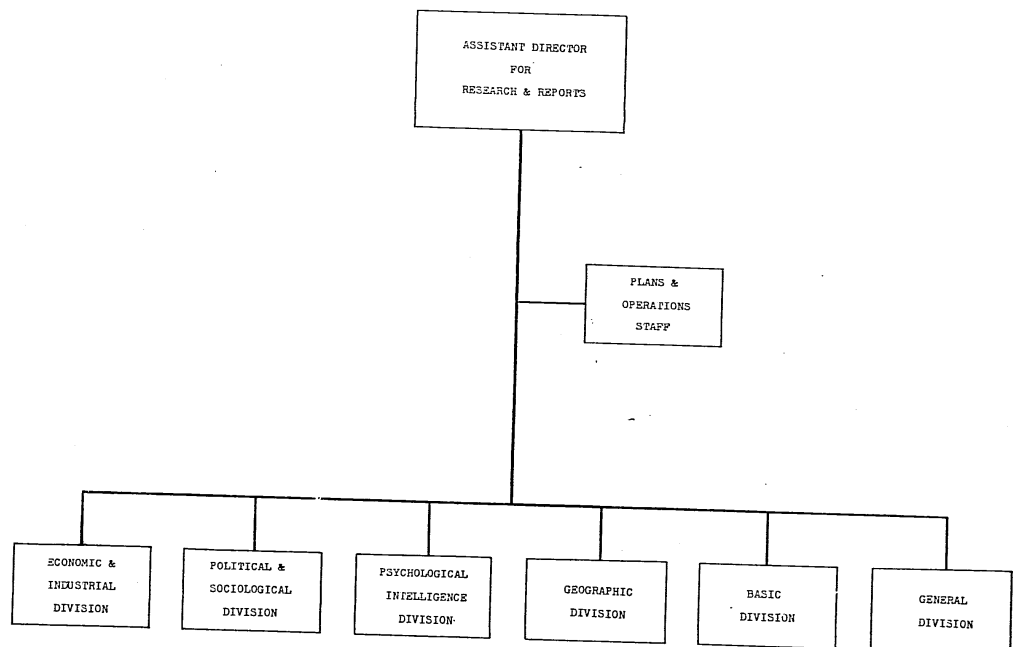 ASSISTANT DIRECTOR
FOR
RESEARCH & REPORTS
PLANS &
OPERATIONS
STAFF
ECONOMIC &
INDUSTRIAL
DIVISION
POLITICAL &
SOCIOLOGICAL
DIVISION
PSYCHOLOGICAL
INTELLIGENCE
DIVISION
GEOGRAPHIC
DIVISION
BASIC
DIVISION
GENERAL
DIVISION